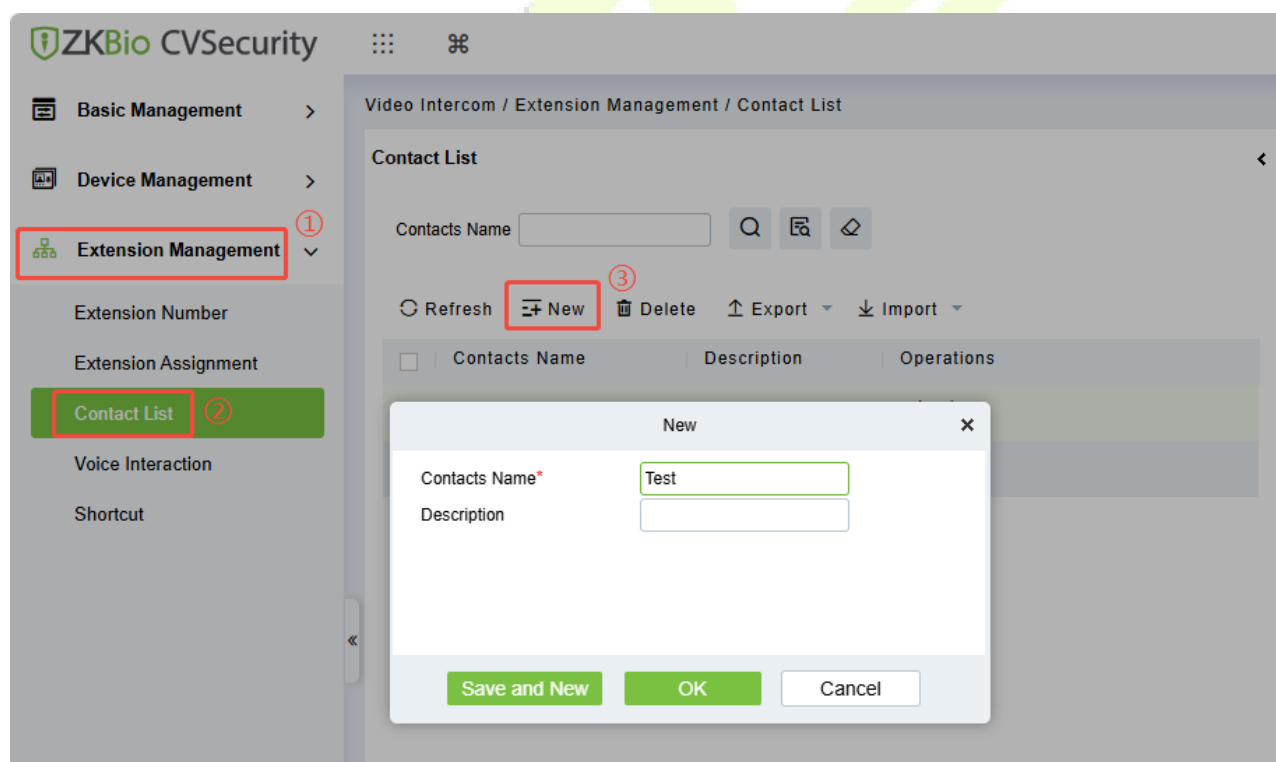 ZKBio CVSecurity
Basic Management
Device Management
①
Extension Management
Extension Number
Extension Assignment
Contact List ②
Voice Interaction
Shortcut
Video Intercom / Extension Management / Contact List
Contact List
Contacts Name
③
Refresh New Delete Export Import
Contacts Name Description Operations
New
Contacts Name* Test
Description
Save and New OK Cancel